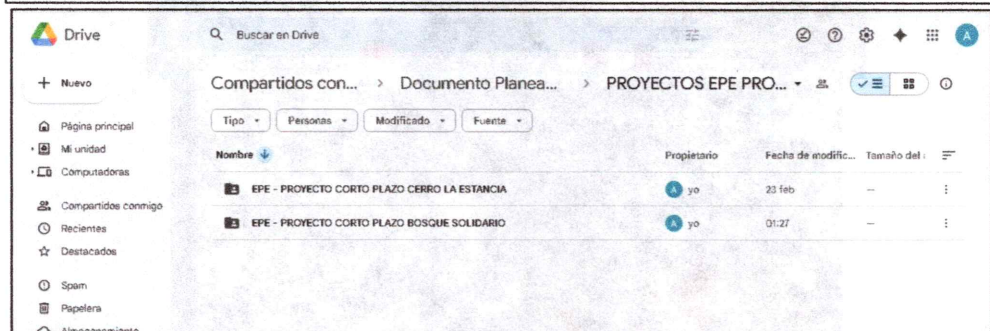 Drive
Buscar en Drive
A
Nuevo
Compartidos con... > Documento Planea... > PROYECTOS EPE PRO...
Tipo
Personas
Modificado
Fuente
Página principal
Mi unidad
Computadoras
Nombre
Propietario
Fecha de modific...
Tamaño del
EPE - PROYECTO CORTO PLAZO CERRO LA ESTANCIA
A yo
23 feb
—
EPE - PROYECTO CORTO PLAZO BOSQUE SOLIDARIO
A yo
01:27
—
Compartidos conmigo
Recientes
Destacados
Spam
Papelera
Almacenamiento